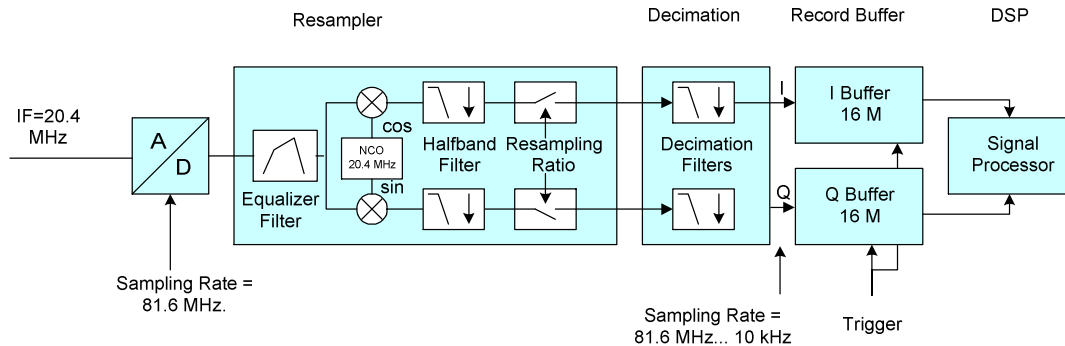 Resampler
Decimation
Record Buffer
DSP
IF=20.4
MHz
A
D
Equalizer
Filter
cos
NCO
20.4 MHz
sin
Halfband
Filter
Resampling
Ratio
Decimation
Filters
I
Q
I Buffer
16 M
Q Buffer
16 M
Signal
Processor
Sampling Rate =
81.6 MHz.
Sampling Rate =
81.6 MHz... 10 kHz
Trigger